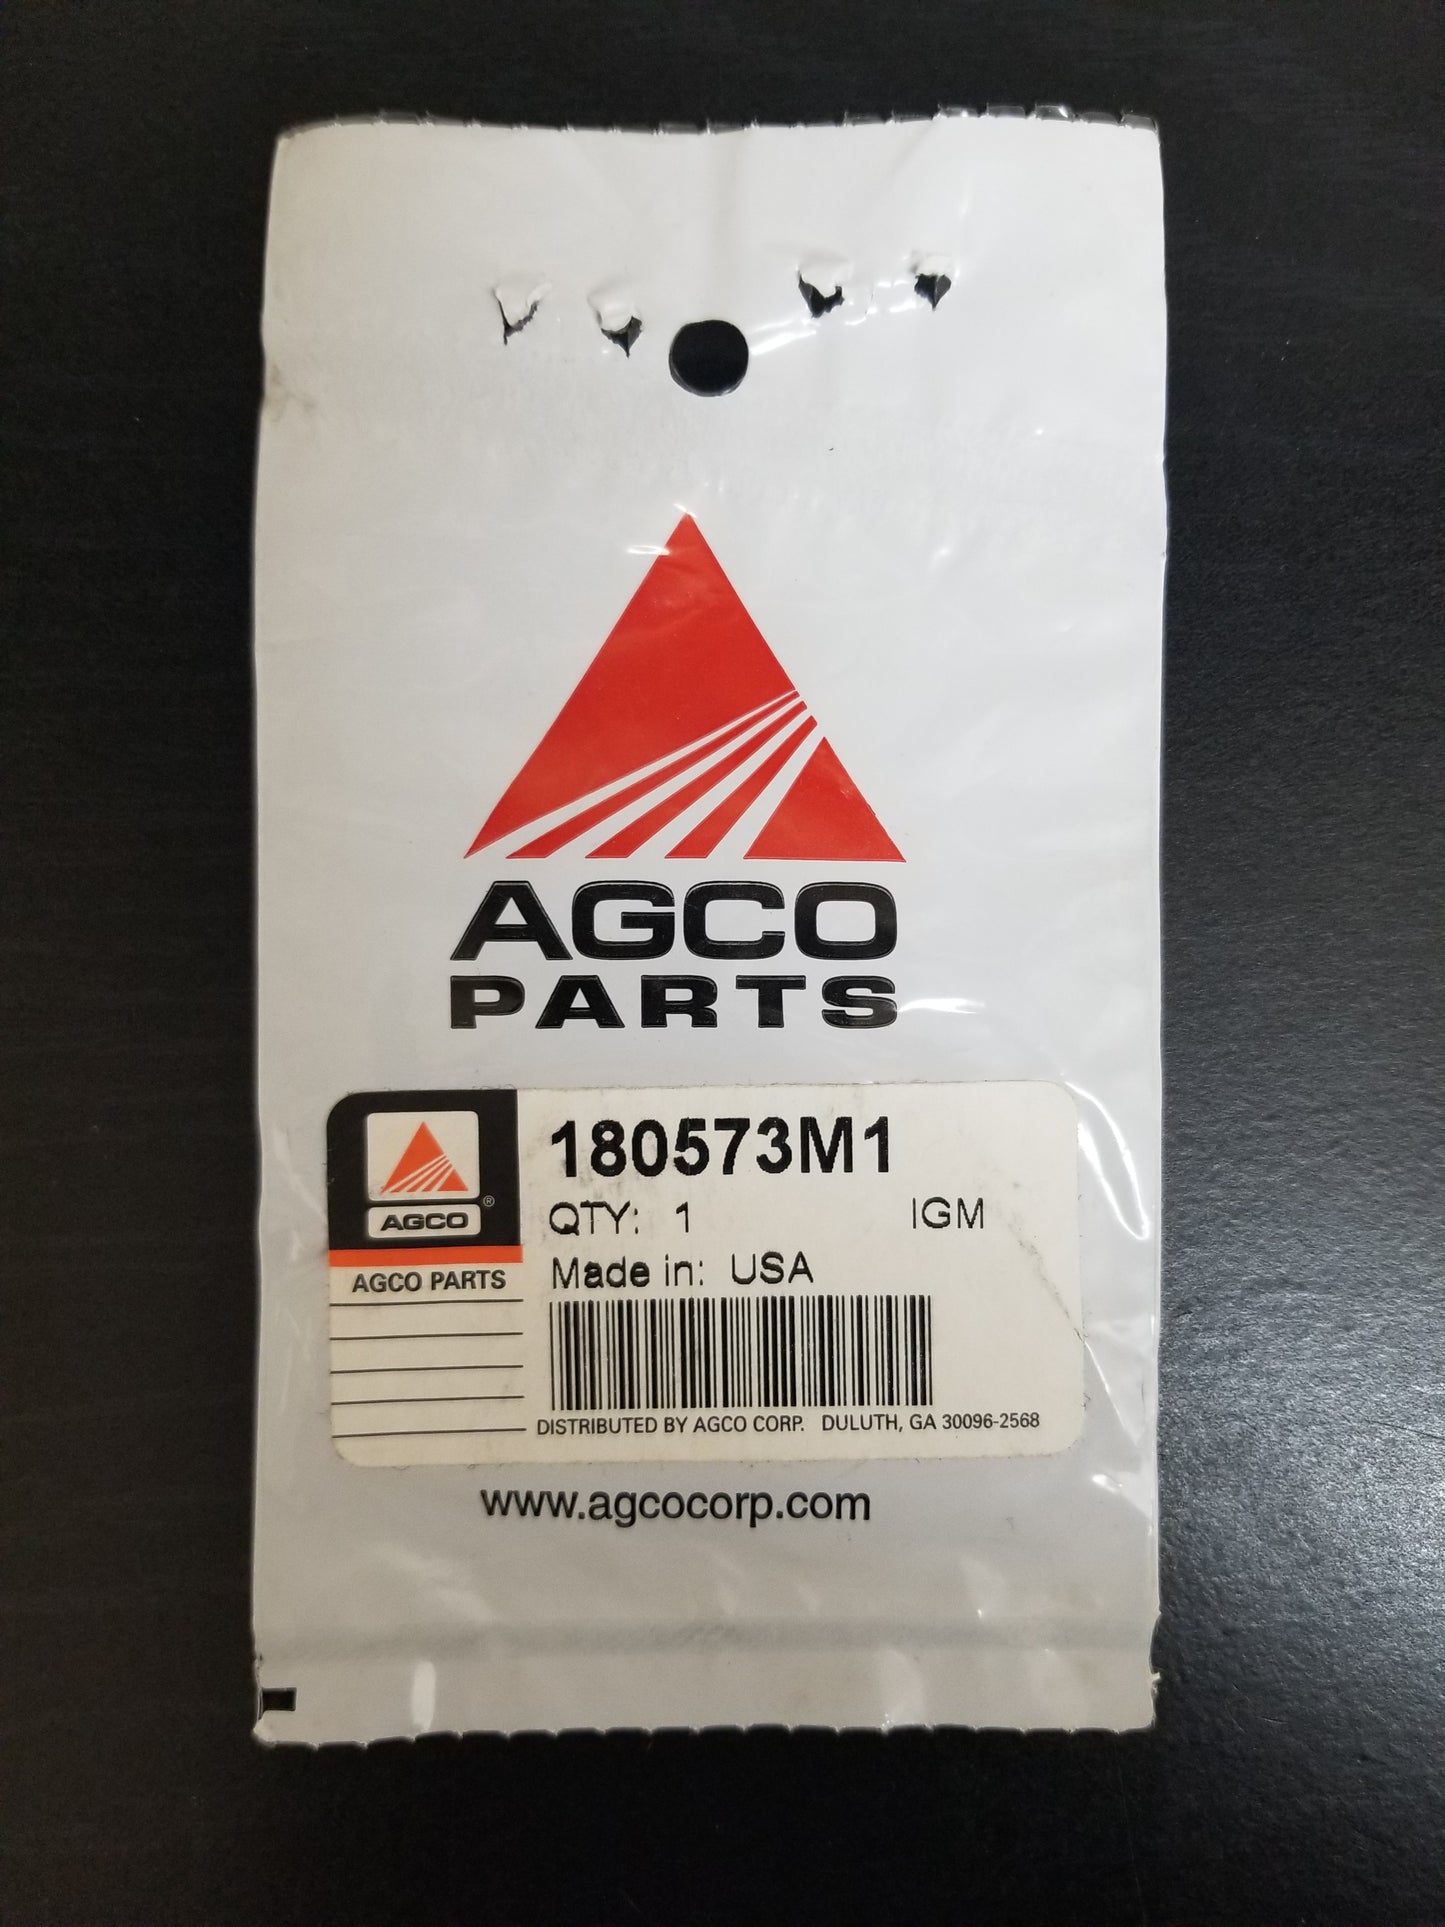 AGCO
PARTS
180573M1
QTY: 1 IGM
Made in: USA
AGCO ®
AGCO PARTS
DISTRIBUTED BY AGCO CORP. DULUTH, GA 30096-2568
www.agcocorp.com